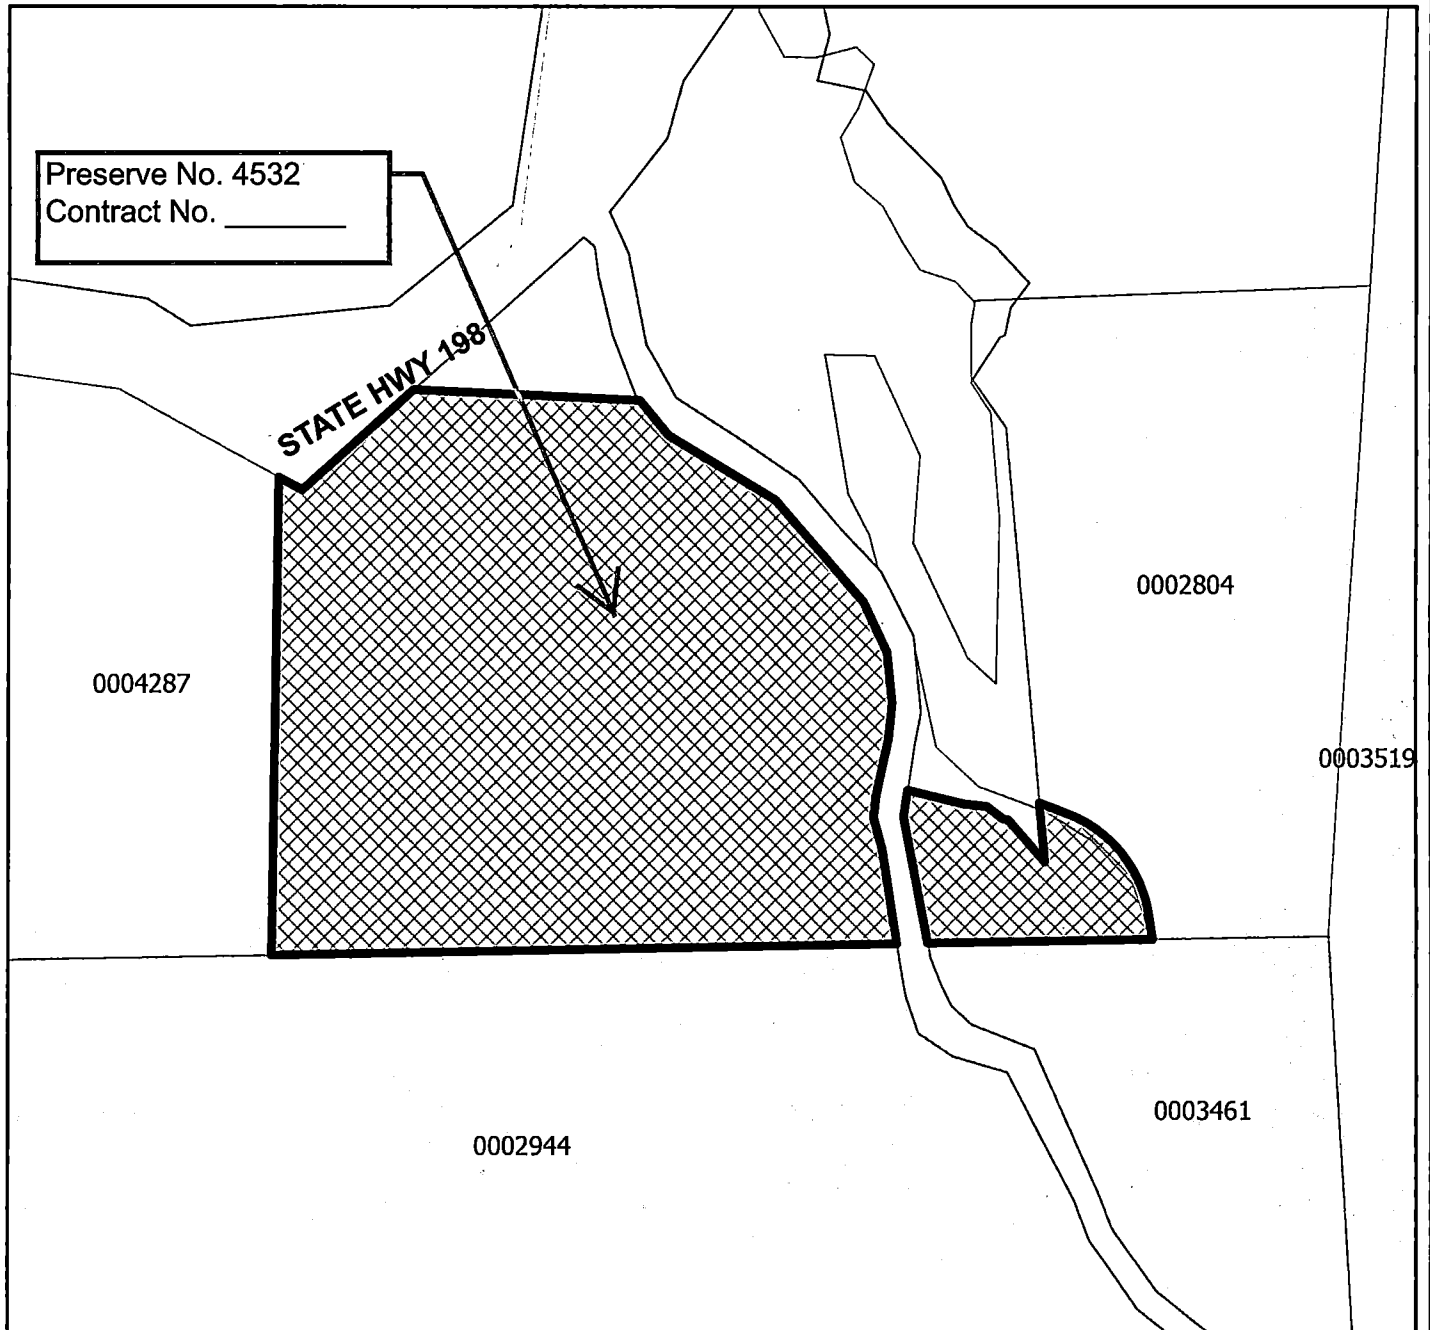 Preserve No. 4532
Contract No. ________
STATE HWY 198
0002804
0004287
0003519
0003461
0002944